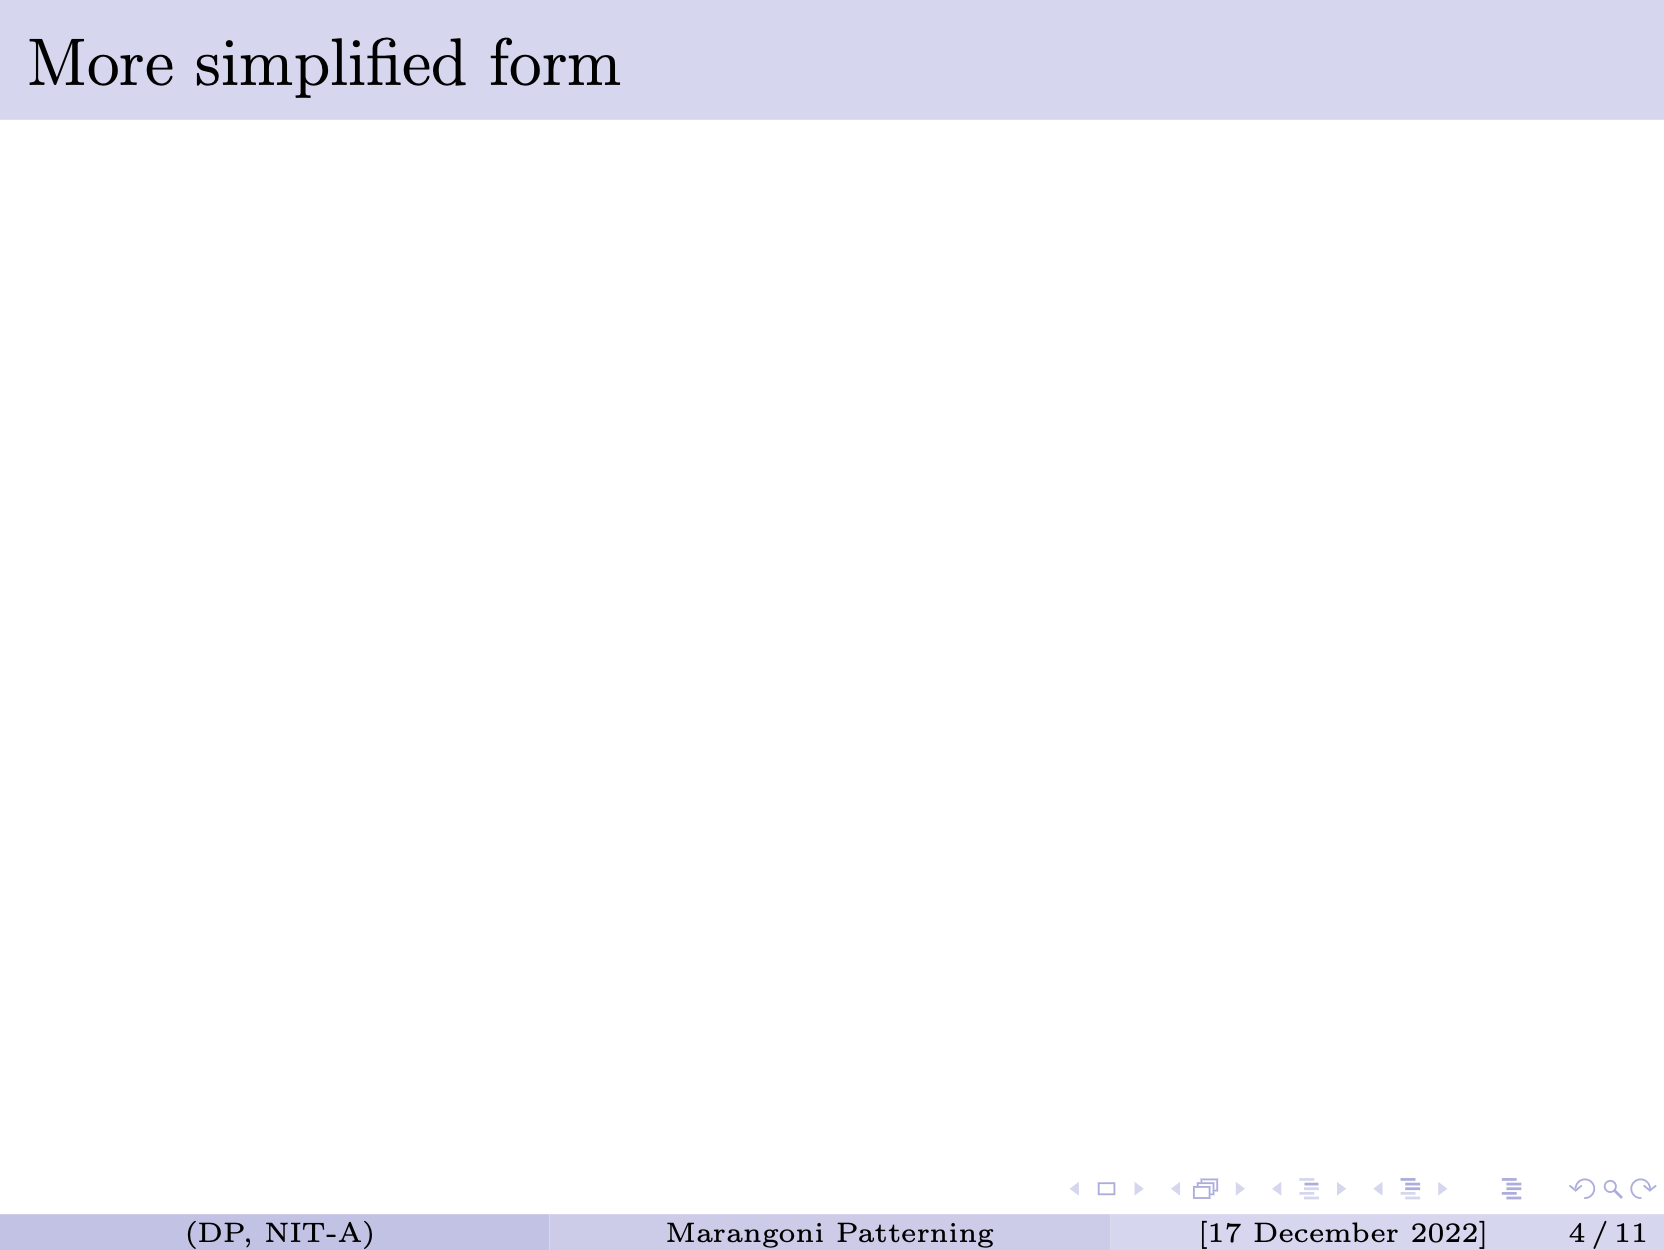 More simplified form
(DP, NIT-A) Marangoni Patterning [17 December 2022] 4 / 11